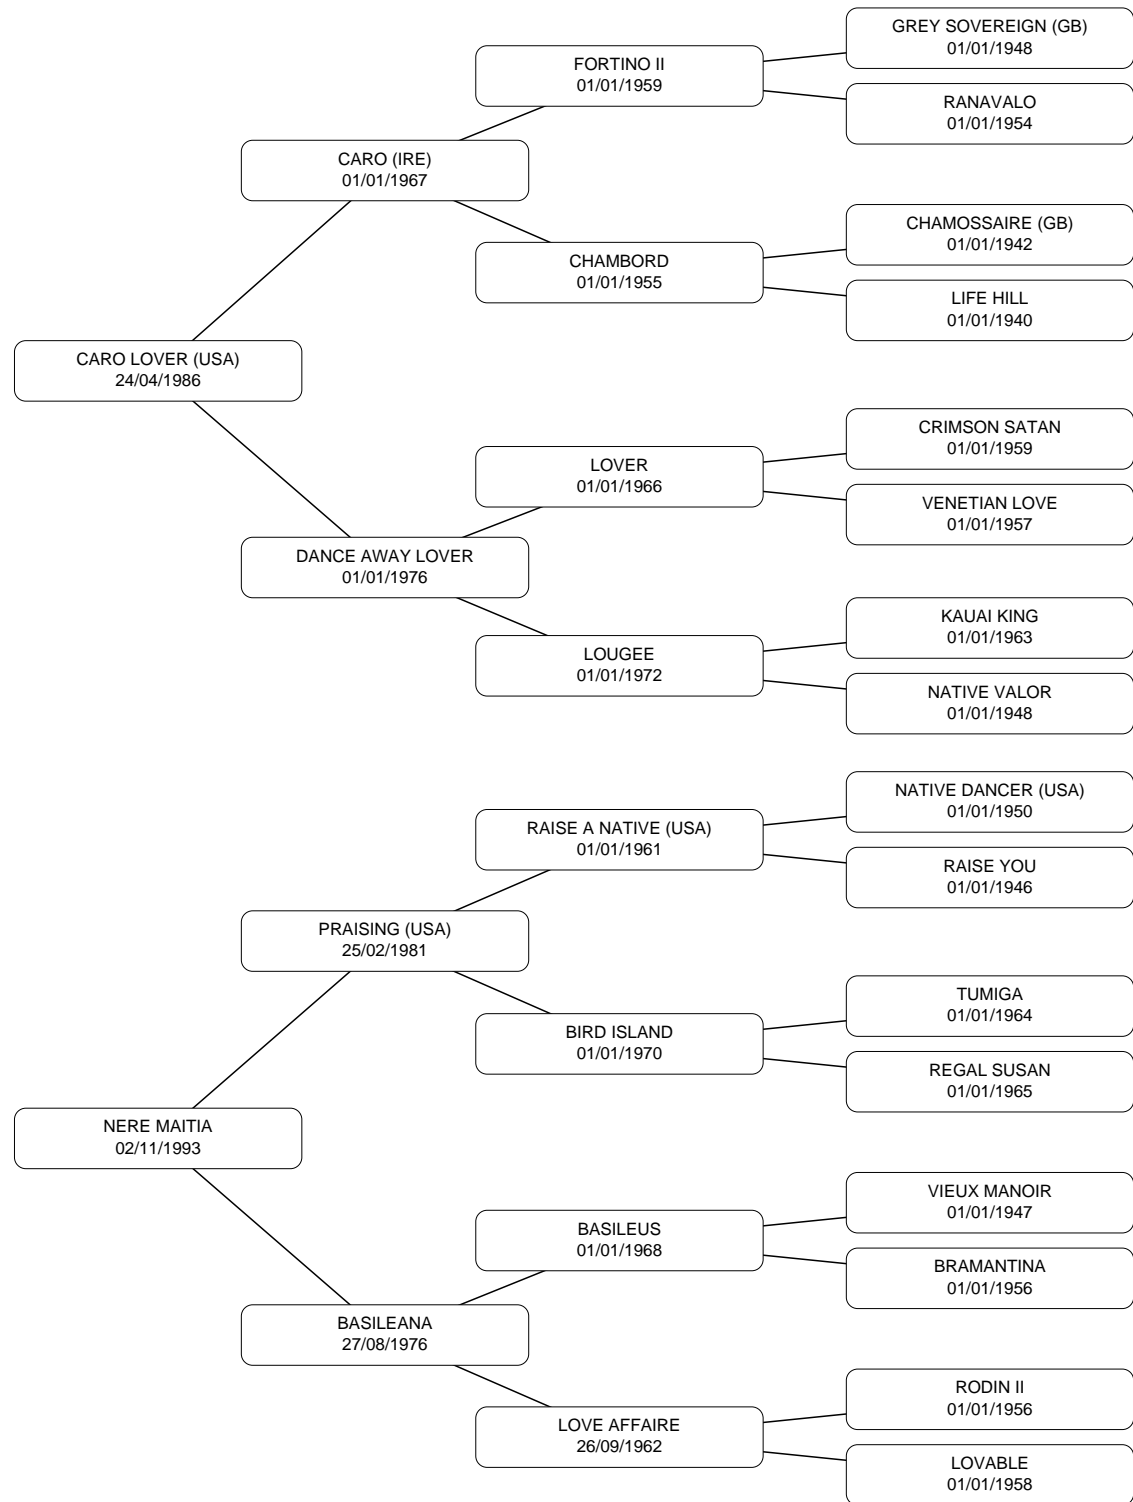 GREY SOVEREIGN (GB)
01/01/1948
FORTINO II
01/01/1959
RANAVALO
01/01/1954
CARO (IRE)
01/01/1967
CHAMOSSAIRE (GB)
01/01/1942
CHAMBORD
01/01/1955
LIFE HILL
01/01/1940
CARO LOVER (USA)
24/04/1986
CRIMSON SATAN
01/01/1959
LOVER
01/01/1966
VENETIAN LOVE
01/01/1957
DANCE AWAY LOVER
01/01/1976
KAUAI KING
01/01/1963
LOUGEE
01/01/1972
NATIVE VALOR
01/01/1948
NATIVE DANCER (USA)
01/01/1950
RAISE A NATIVE (USA)
01/01/1961
RAISE YOU
01/01/1946
PRAISING (USA)
25/02/1981
TUMIGA
01/01/1964
BIRD ISLAND
01/01/1970
REGAL SUSAN
01/01/1965
NERE MAITIA
02/11/1993
VIEUX MANOIR
01/01/1947
BASILEUS
01/01/1968
BRAMANTINA
01/01/1956
BASILEANA
27/08/1976
RODIN II
01/01/1956
LOVE AFFAIRE
26/09/1962
LOVABLE
01/01/1958